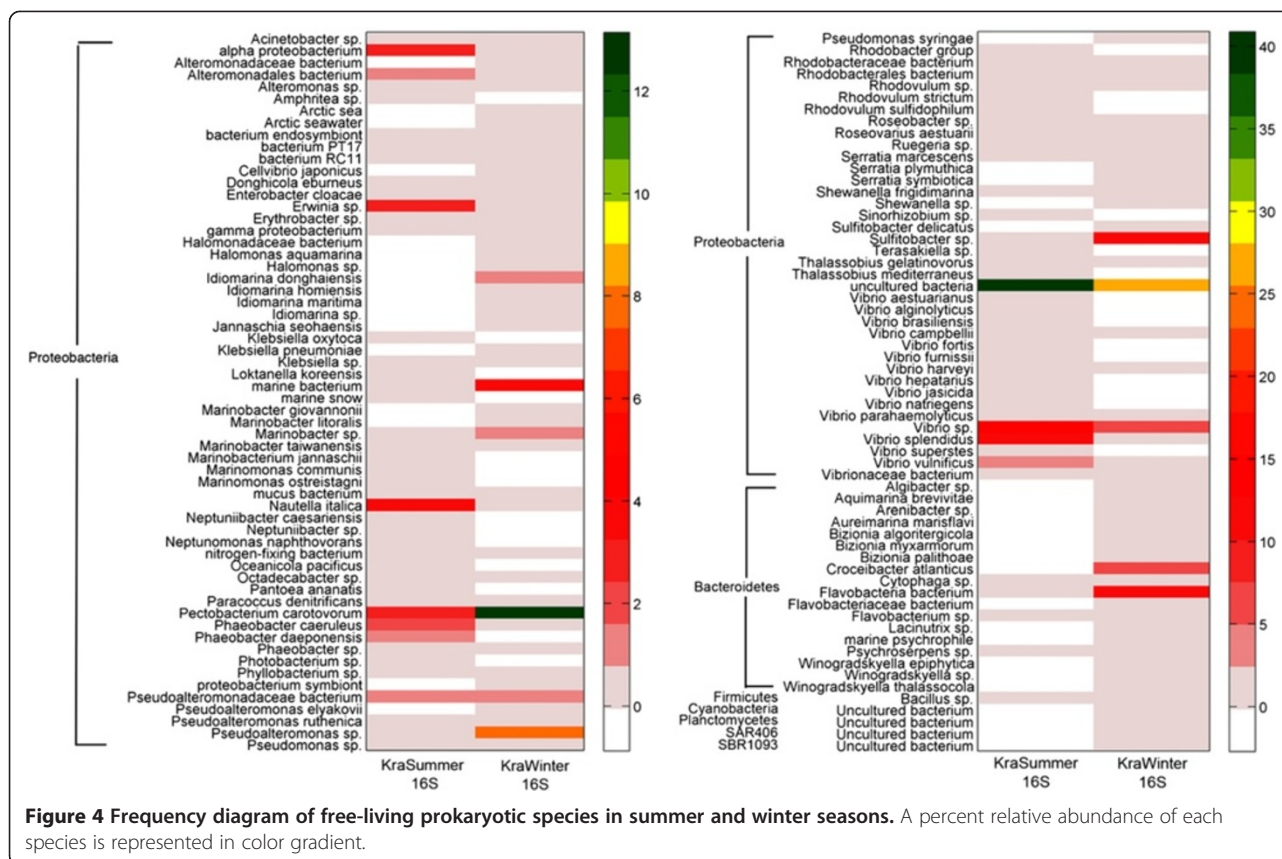 Proteobacteria
Acinetobacter sp.
alpha proteobacterium
Alteromonadaceae bacterium
Alteromonadales bacterium
Alteromonas sp.
Amphritea sp.
Arctic sea
Arctic seawater
bacterium endosymbiont
bacterium PT17
bacterium RC11
Cellvibrio japonicus
Donghicola eburneus
Enterobacter cloacae
Erwinia sp.
Erythrobacter sp.
gamma proteobacterium
Halomonadaceae bacterium
Halomonas aquamarina
Halomonas sp.
Idiomarina donghaiensis
Idiomarina homiensis
Idiomarina maritima
Idiomarina sp.
Jannaschia seohaensis
Klebsiella oxytoca
Klebsiella pneumoniae
Klebsiella sp.
Loktanella koreensis
marine bacterium
marine snow
Marinobacter giovannonii
Marinobacter litoralis
Marinobacter sp.
Marinobacter taiwanensis
Marinobacterium jannaschii
Marinomonas communis
Marinomonas ostreistagni
mucus bacterium
Nautella italica
Neptuniibacter caesariensis
Neptuniibacter sp.
Neptunomonas naphthovorans
nitrogen-fixing bacterium
Oceanicola pacificus
Octadecabacter sp.
Pantoea ananatis
Paracoccus denitrificans
Pectobacterium carotovorum
Phaeobacter caeruleus
Phaeobacter daeponensis
Phaeobacter sp.
Photobacterium sp.
Phyllobacterium sp.
proteobacterium symbiont
Pseudoalteromonadaceae bacterium
Pseudoalteromonas elyakovii
Pseudoalteromonas ruthenica
Pseudoalteromonas sp.
Pseudomonas sp.
KraSummer KraWinter
16S 16S
12
10
8
6
4
2
0
Proteobacteria
Bacteroidetes
Firmicutes
Cyanobacteria
Planctomycetes
SAR406
SBR1093
Pseudomonas syringae
Rhodobacter group
Rhodobacteraceae bacterium
Rhodobacterales bacterium
Rhodovulum sp.
Rhodovulum strictum
Rhodovulum sulfidophilum
Roseobacter sp.
Roseovarius aestuarii
Ruegeria sp.
Serratia marcescens
Serratia plymuthica
Serratia symbiotica
Shewanella frigidimarina
Shewanella sp.
Sinorhizobium sp.
Sulfitobacter delicatus
Sulfitobacter sp.
Terasakiella sp.
Thalassobius gelatinovorus
Thalassobius mediterraneus
uncultured bacteria
Vibrio aestuarianus
Vibrio alginolyticus
Vibrio brasiliensis
Vibrio campbellii
Vibrio fortis
Vibrio furnissii
Vibrio harveyi
Vibrio hepatarius
Vibrio jasicida
Vibrio natriegens
Vibrio parahaemolyticus
Vibrio sp.
Vibrio splendidus
Vibrio superstes
Vibrio vulnificus
Vibrionaceae bacterium
Algibacter sp.
Aquimarina brevivitae
Arenibacter sp.
Aureimarina marisflavi
Bizionia algoritergicola
Bizionia myxarmorum
Bizionia palithoae
Croceibacter atlanticus
Cytophaga sp.
Flavobacteria bacterium
Flavobacteriaceae bacterium
Flavobacterium sp.
Lacinutrix sp.
marine psychrophile
Psychroserpens sp.
Winogradskyella epiphytica
Winogradskyella sp.
Winogradskyella thalassocola
Bacillus sp.
Uncultured bacterium
Uncultured bacterium
Uncultured bacterium
Uncultured bacterium
KraSummer KraWinter
16S 16S
40
35
30
25
20
15
10
5
0
Figure 4 Frequency diagram of free-living prokaryotic species in summer and winter seasons. A percent relative abundance of each
species is represented in color gradient.